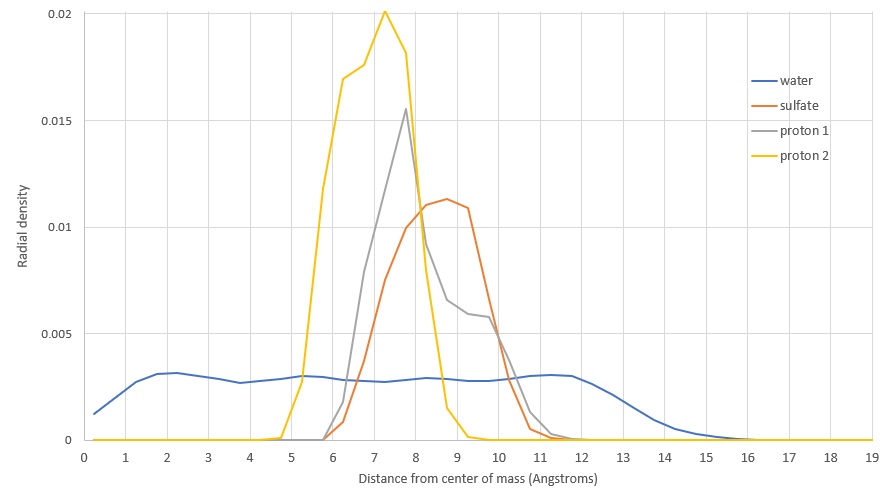 0.02
0.015
0.01
0.005
0
Radial density
water
sulfate
proton 1
proton 2
0 1 2 3 4 5 6 7 8 9 10 11 12 13 14 15 16 17 18 19
Distance from center of mass (Angstroms)